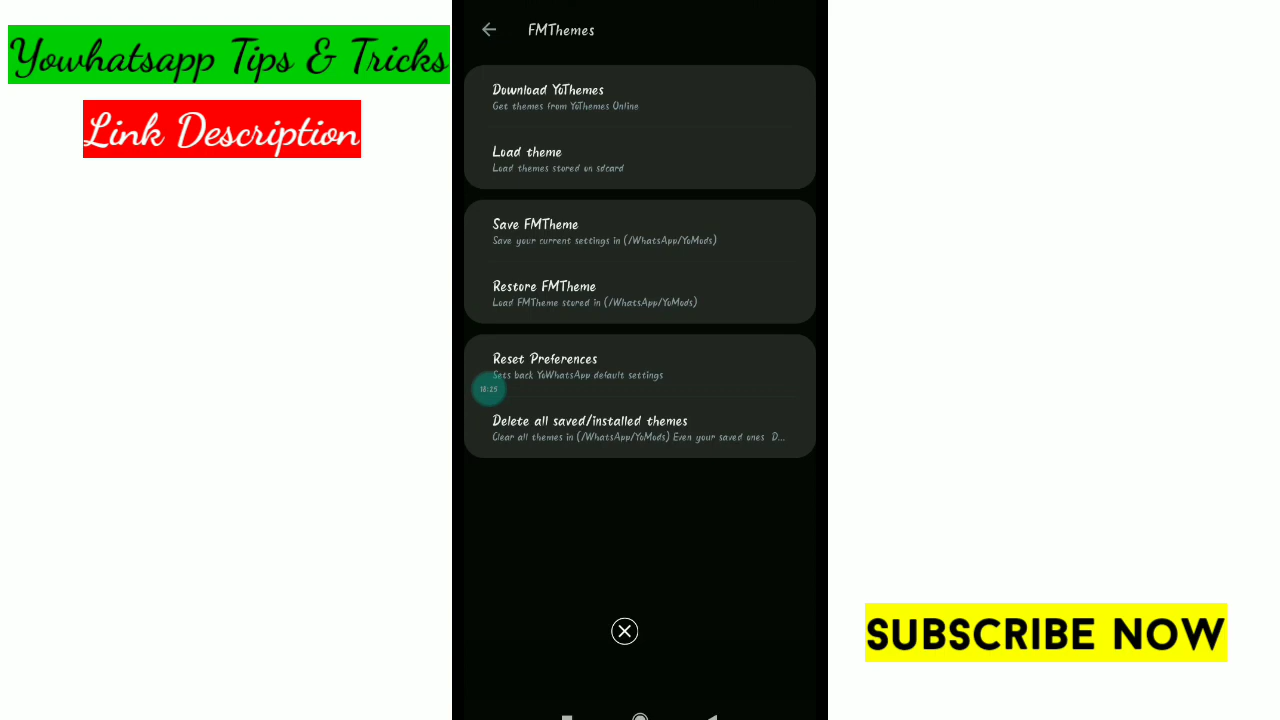 Yowhatsapp Tips & Tricks
Link Description
FMThemes
Download YoThemes
Get themes from YoThemes Online
Load theme
Load themes stored on sdcard
Save FMTheme
Save your current settings in (/WhatsApp/YoMods)
Restore FMTheme
Load FMTheme stored in (/WhatsApp/YoMods)
Reset Preferences
Sets back YoWhatsApp default settings
18:25
Delete all saved/installed themes
Clear all themes in (/WhatsApp/YoMods) Even your saved ones D...
SUBSCRIBE NOW